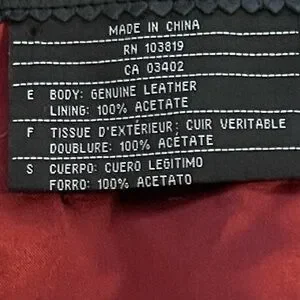 MADE IN CHINA
RN 103819
CA 03402
E BODY: GENUINE LEATHER
LINING: 100% ACETATE
F TISSUE D'EXTÉRIEUR: CUIR VERITABLE
DOUBLURE: 100% ACÉTATE
S CUERPO: CUERO LEGITIMO
FORRO: 100% ACETATO